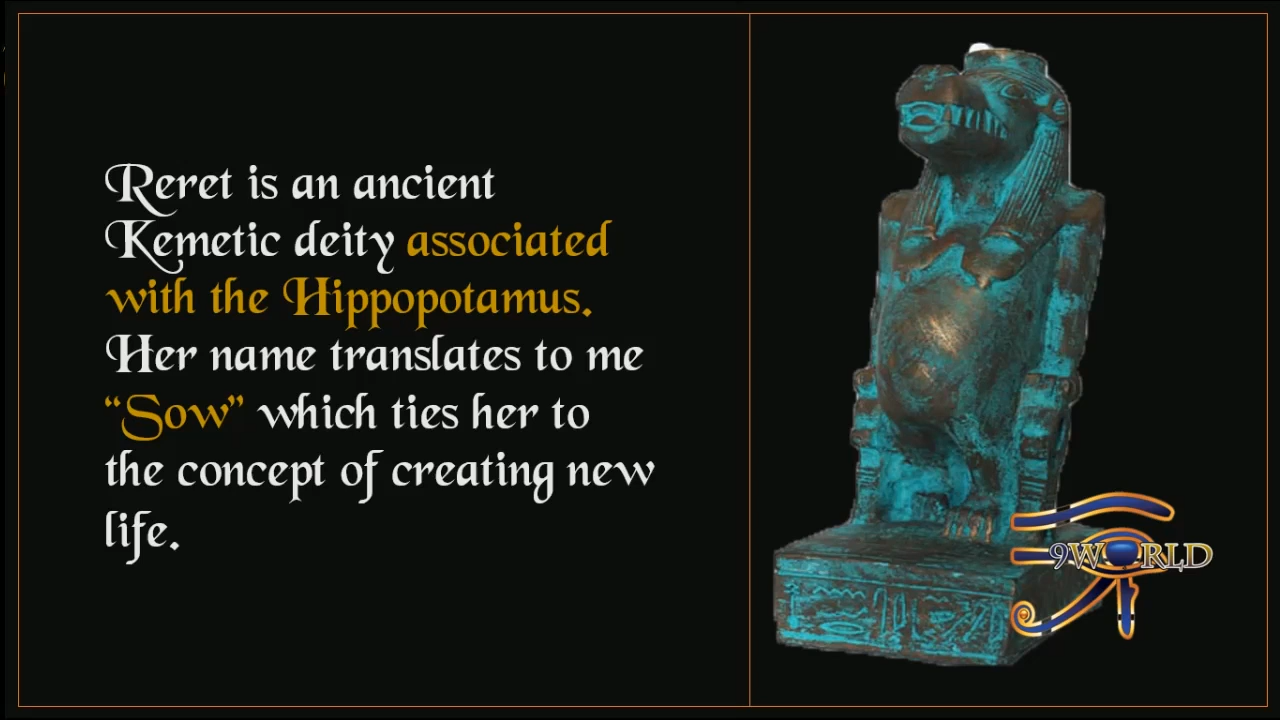 Reret is an ancient
Kemetic deity associated
with the Hippopotamus.
Her name translates to me
“Sow” which ties her to
the concept of creating new
life.
9WORLD